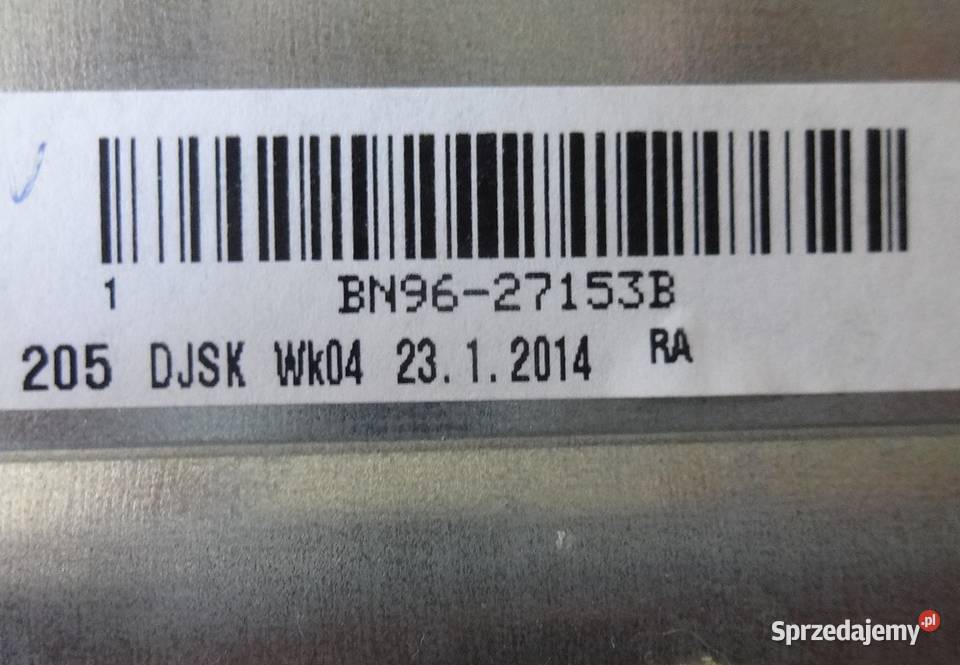 1 BN96-27153B
205 DJSK Wk04 23.1.2014 RA
Sprzedajemy.pl